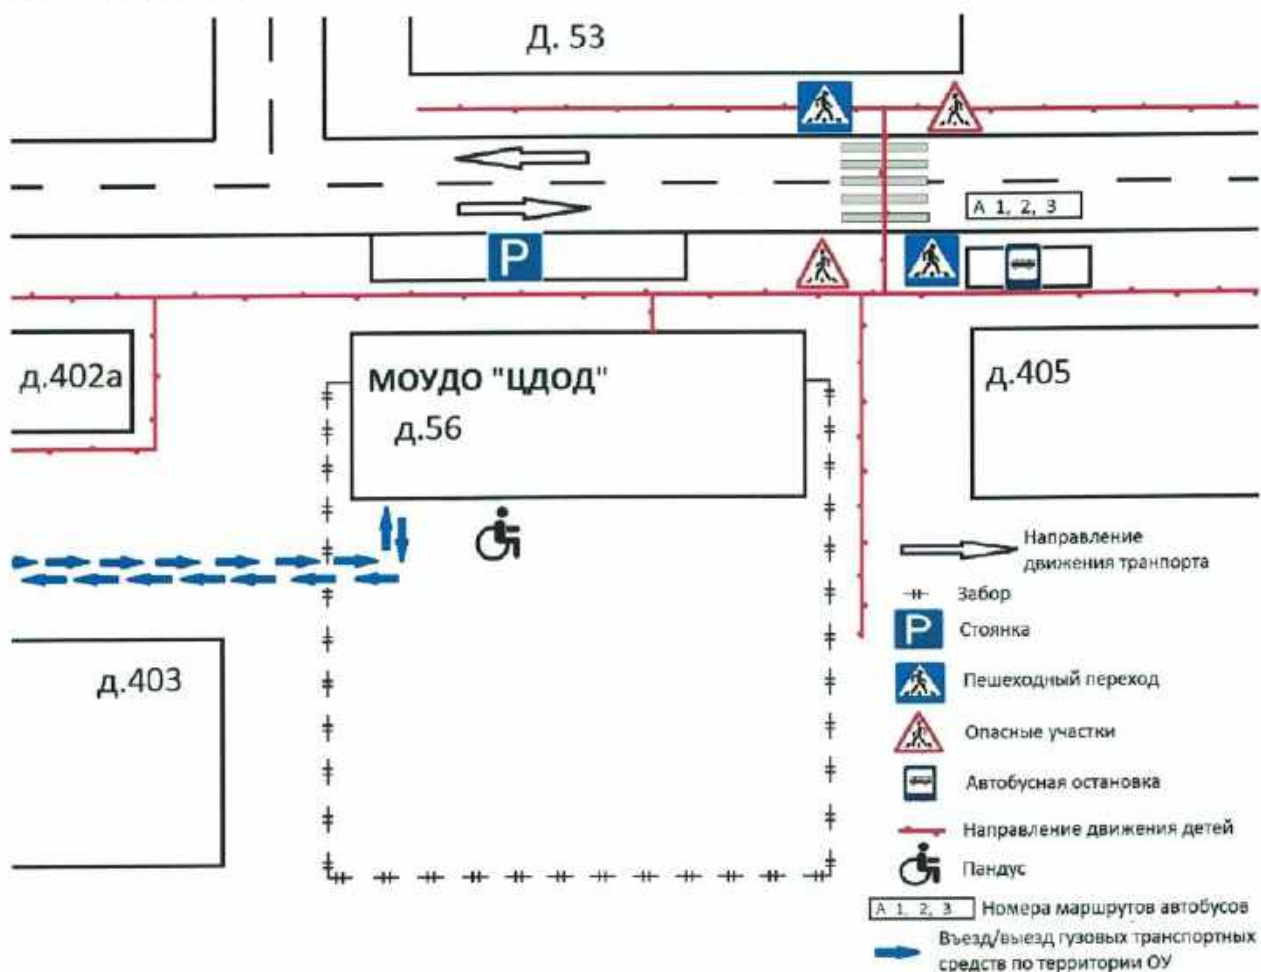 Д. 53
А 1, 2, 3
P
д.402а
МОУДО "ЦДОД"
д.56
д.405
д.403
Направление
движения транпорта
Забор
P
Стоянка
Пешеходный переход
Опасные участки
Автобусная остановка
Направление движения детей
Пандус
А 1, 2, 3
Номера маршрутов автобусов
Въезд/выезд гузовых транспортных
средств по территории ОУ